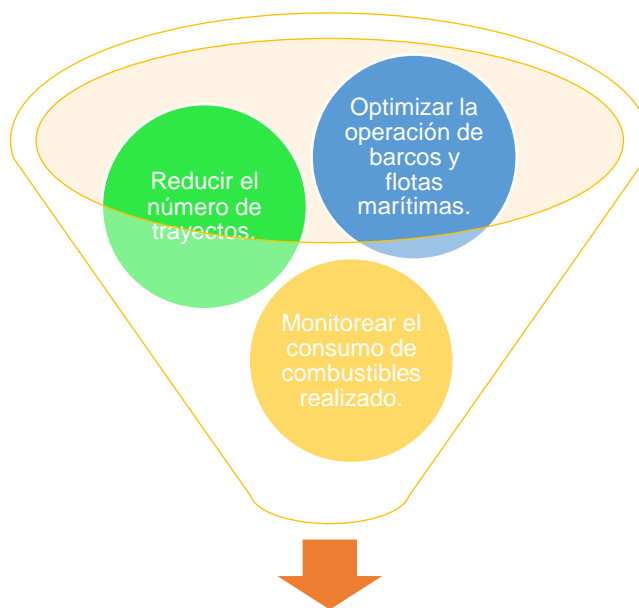 Optimizar la
operación de
barcos y
flotas
marítimas.
Reducir el
número de
trayectos.
Monitorear el
consumo de
combustibles
realizado.